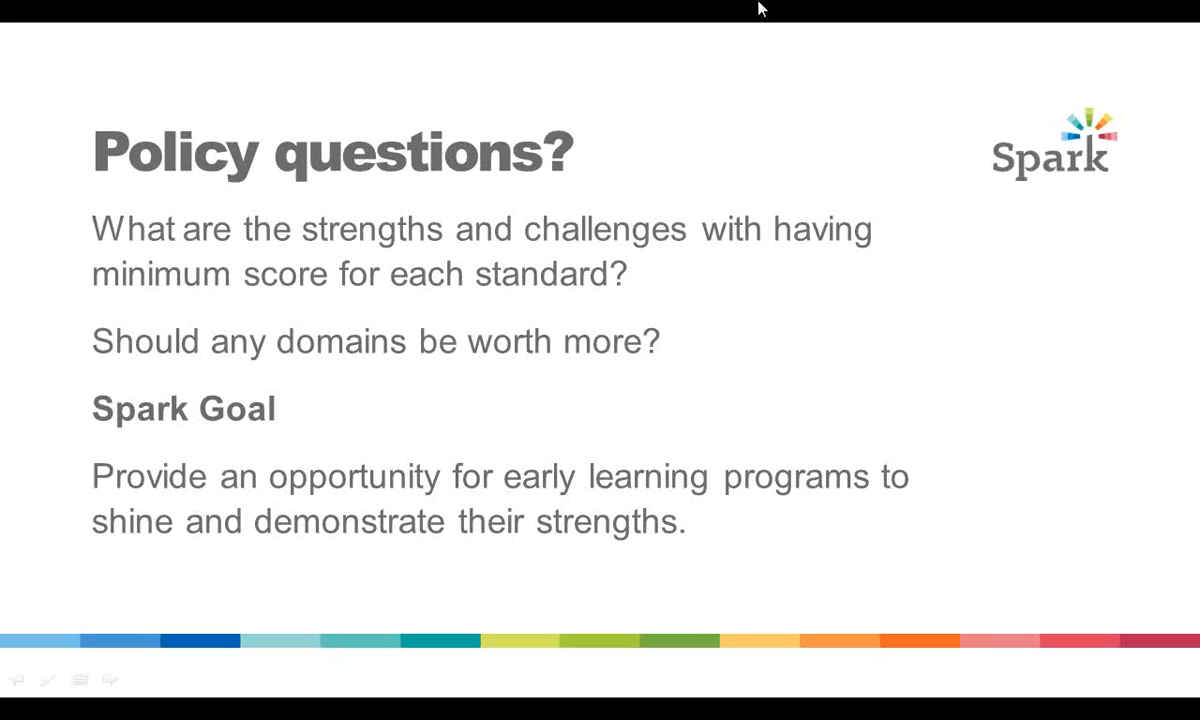 Policy questions?
Spark
What are the strengths and challenges with having
minimum score for each standard?
Should any domains be worth more?
Spark Goal
Provide an opportunity for early learning programs to
shine and demonstrate their strengths.